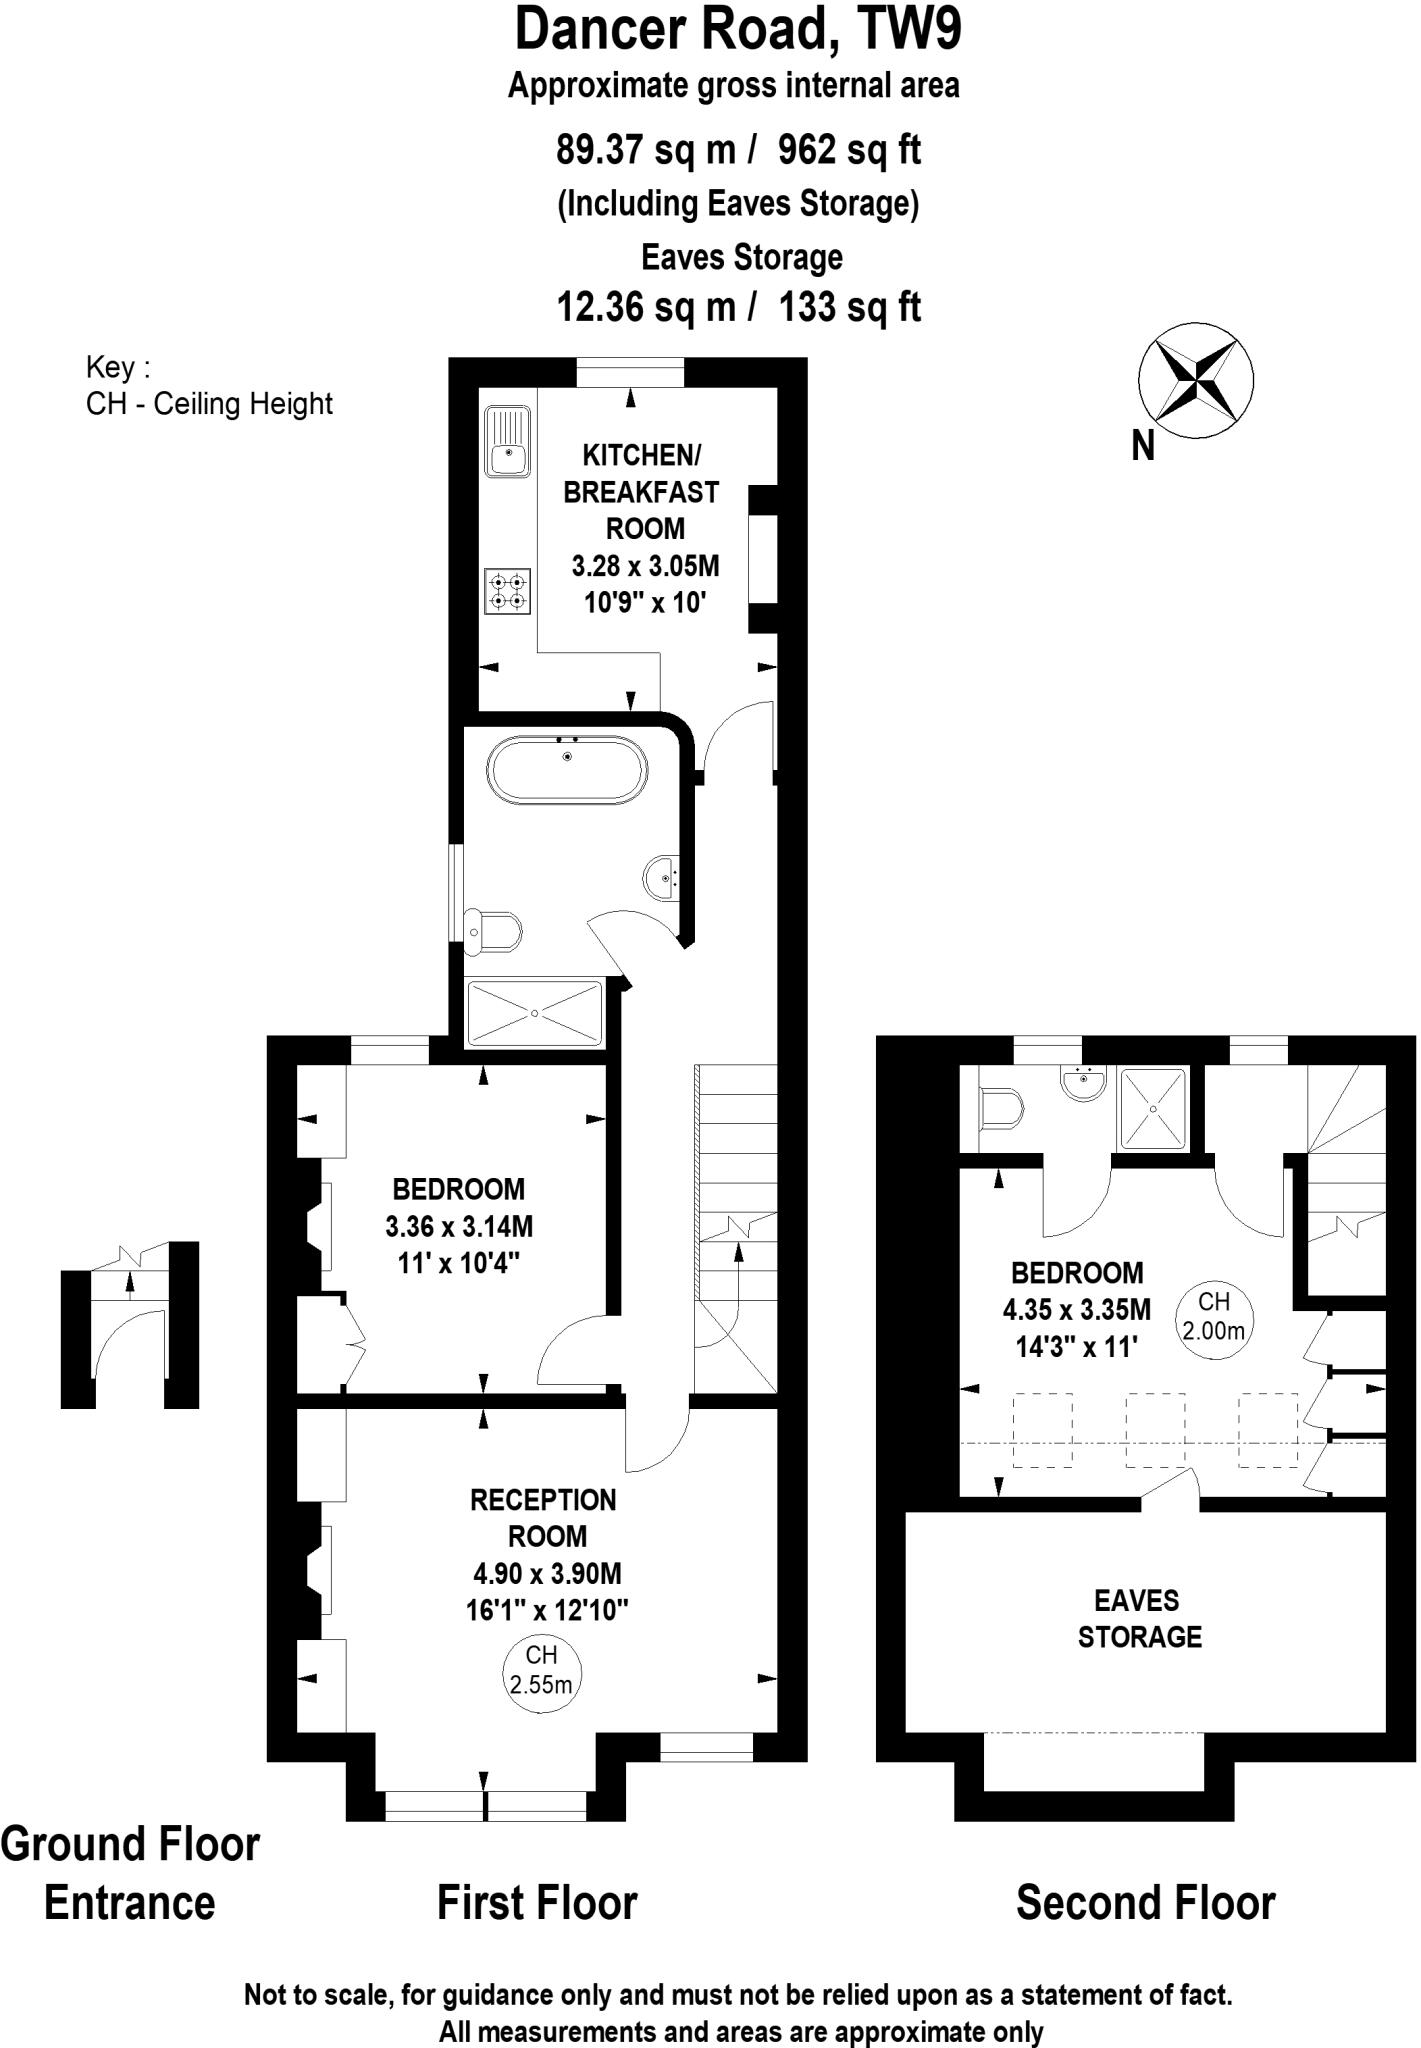 Dancer Road, TW9
Approximate gross internal area
89.37 sq m / 962 sq ft
(Including Eaves Storage)
Eaves Storage
12.36 sq m / 133 sq ft
Key :
CH - Ceiling Height
N
KITCHEN/
BREAKFAST
ROOM
3.28 x 3.05M
10'9" x 10'
BEDROOM
3.36 x 3.14M
11' x 10'4"
RECEPTION
ROOM
4.90 x 3.90M
16'1" x 12'10"
CH
2.55m
BEDROOM
4.35 x 3.35M
14'3" x 11'
CH
2.00m
EAVES
STORAGE
Ground Floor
Entrance
First Floor
Second Floor
Not to scale, for guidance only and must not be relied upon as a statement of fact.
All measurements and areas are approximate only